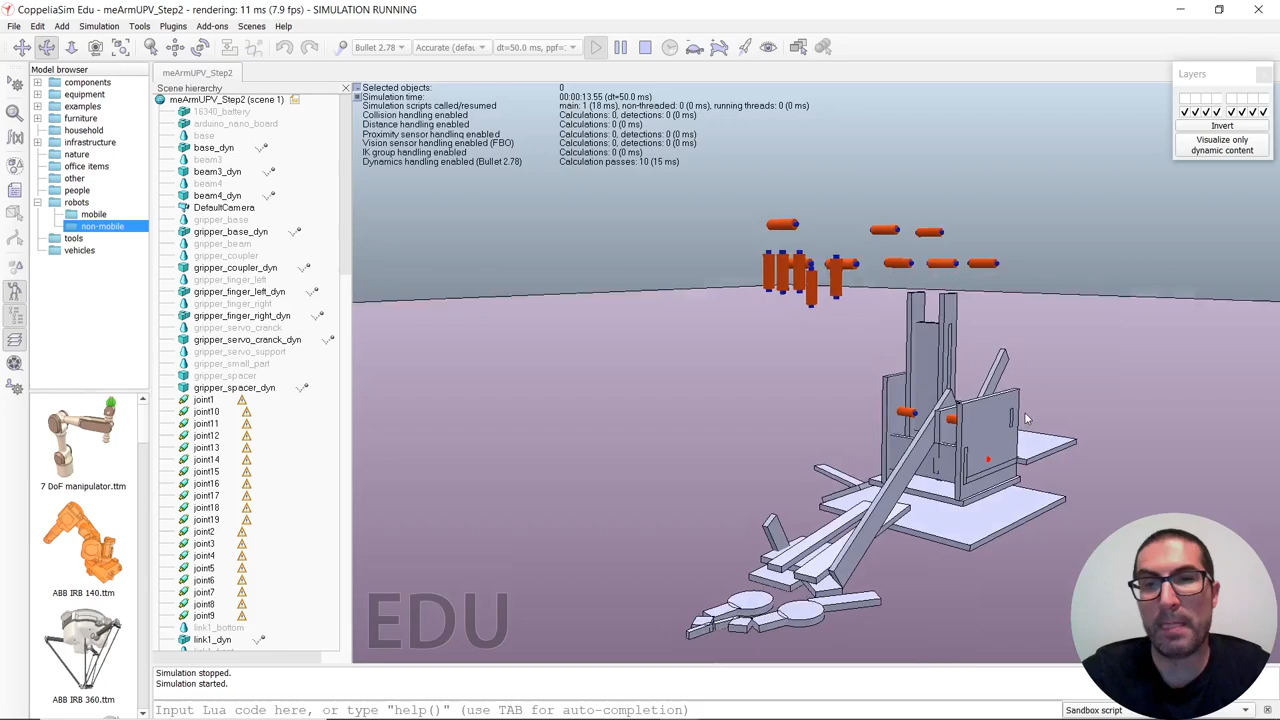 CoppeliaSim Edu - meArmUPV_Step2 - rendering: 11 ms (7.9 fps) - SIMULATION RUNNING
File Edit Add Simulation Tools Plugins Add-ons Scenes Help
Bullet 2.78 Accurate (defau dt=50.0 ms, ppf=
Model browser
components
equipment
examples
furniture
household
infrastructure
nature
office items
other
people
robots
mobile
non-mobile
tools
vehicles
7 DoF manipulator.ttm
ABB IRB 140.ttm
ABB IRB 360.ttm
meArmUPV_Step2
Scene hierarchy
meArmUPV_Step2 (scene 1)
16340_battery
arduino_nano_board
base
base_dyn
beam3
beam3_dyn
beam4
beam4_dyn
DefaultCamera
gripper_base
gripper_base_dyn
gripper_beam
gripper_coupler
gripper_coupler_dyn
gripper_finger_left
gripper_finger_left_dyn
gripper_finger_right
gripper_finger_right_dyn
gripper_servo_cranck
gripper_servo_cranck_dyn
gripper_servo_support
gripper_small_part
gripper_spacer
gripper_spacer_dyn
joint1
joint10
joint11
joint12
joint13
joint14
joint15
joint16
joint17
joint18
joint19
joint2
joint3
joint4
joint5
joint6
joint7
joint8
joint9
link1_bottom
link1_dyn
Selected objects: 0
Simulation time: 00:00:13.55 (dt=50.0 ms)
Simulation scripts called/resumed main: 1 (18 ms), non-threaded: 0 (0 ms), running threads: 0 (0 ms)
Collision handling enabled Calculations: 0, detections: 0 (0 ms)
Distance handling enabled Calculations: 0 (0 ms)
Proximity sensor handling enabled Calculations: 0, detections: 0 (0 ms)
Vision sensor handling enabled (FBO) Calculations: 0, detections: 0 (0 ms)
IK group handling enabled Calculations: 0 (0 ms)
Dynamics handling enabled (Bullet 2.78) Calculation passes: 10 (15 ms)
Layers
Invert
Visualize only
dynamic content
EDU
Simulation stopped.
Simulation started.
Input Lua code here, or type "help()" (use TAB for auto-completion)
Sandbox script